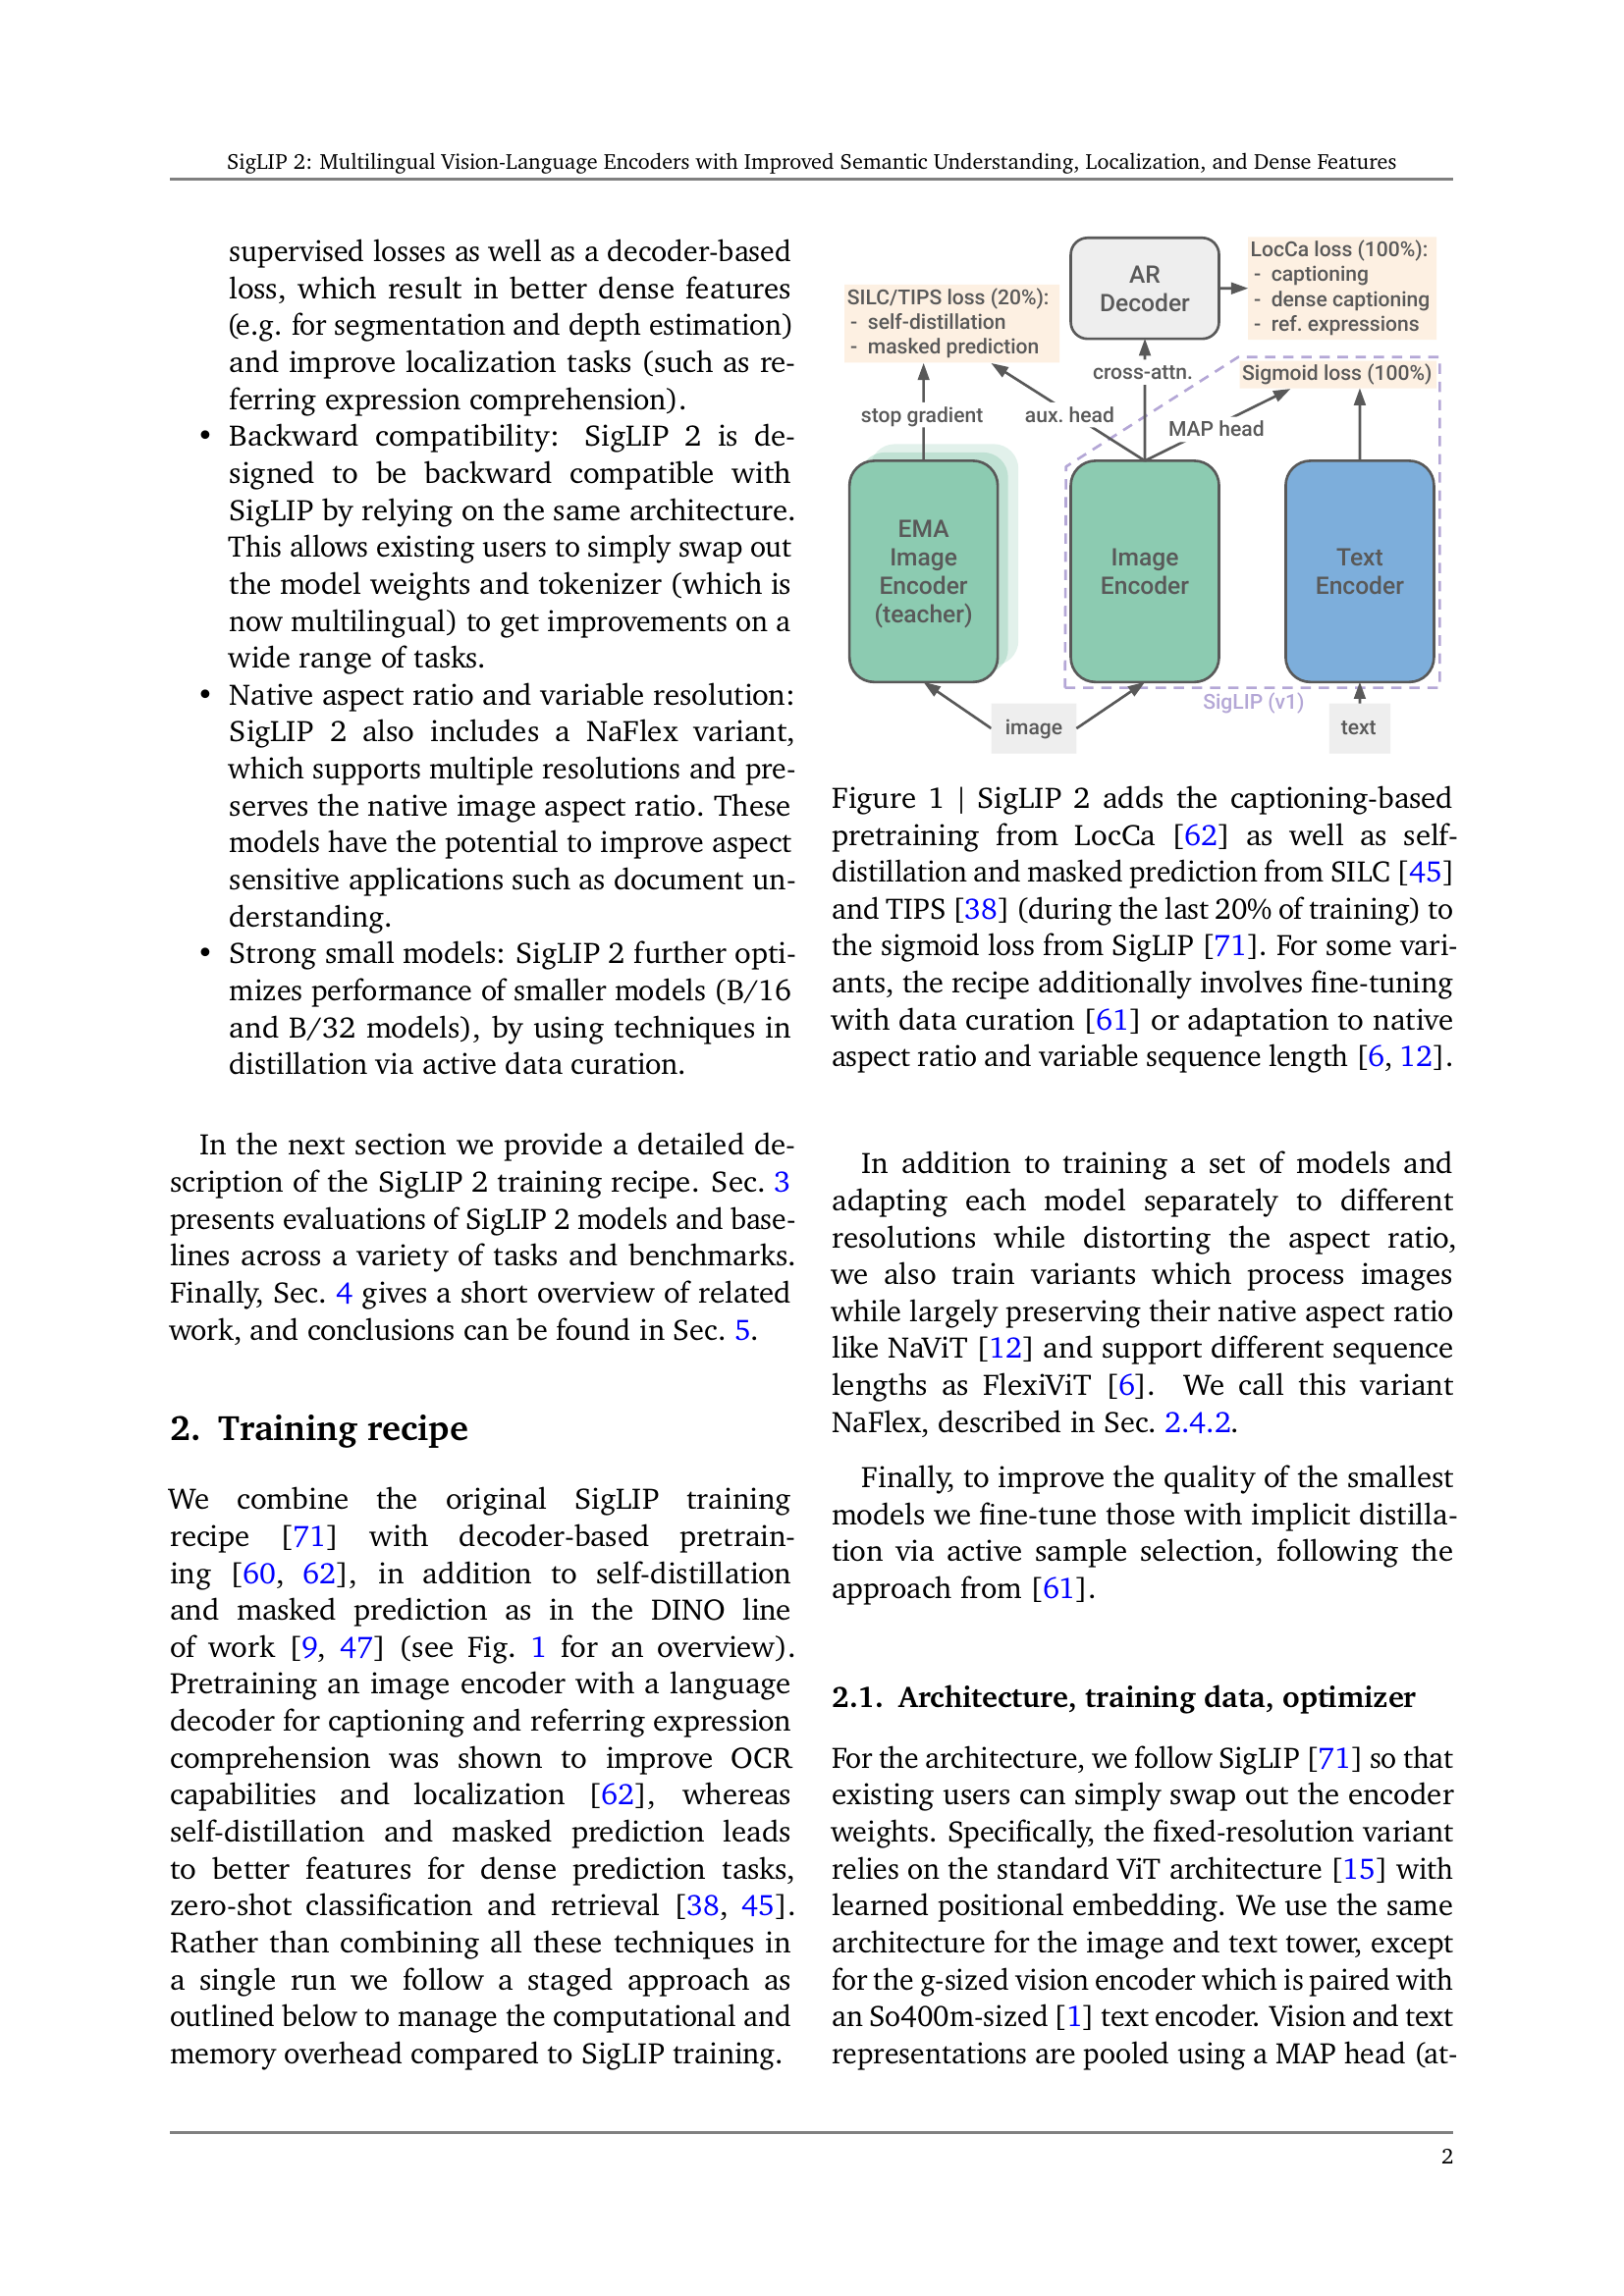 SigLIP 2: Multilingual Vision-Language Encoders with Improved Semantic Understanding, Localization, and Dense Features
supervised losses as well as a decoder-based
loss, which result in better dense features
(e.g. for segmentation and depth estimation)
and improve localization tasks (such as re-
ferring expression comprehension).
• Backward compatibility: SigLIP 2 is de-
signed to be backward compatible with
SigLIP by relying on the same architecture.
This allows existing users to simply swap out
the model weights and tokenizer (which is
now multilingual) to get improvements on a
wide range of tasks.
• Native aspect ratio and variable resolution:
SigLIP 2 also includes a NaFlex variant,
which supports multiple resolutions and pre-
serves the native image aspect ratio. These
models have the potential to improve aspect
sensitive applications such as document un-
derstanding.
• Strong small models: SigLIP 2 further opti-
mizes performance of smaller models (B/16
and B/32 models), by using techniques in
distillation via active data curation.
In the next section we provide a detailed de-
scription of the SigLIP 2 training recipe. Sec. 3
presents evaluations of SigLIP 2 models and base-
lines across a variety of tasks and benchmarks.
Finally, Sec. 4 gives a short overview of related
work, and conclusions can be found in Sec. 5.
2. Training recipe
We combine the original SigLIP training
recipe [71] with decoder-based pretrain-
ing [60, 62], in addition to self-distillation
and masked prediction as in the DINO line
of work [9, 47] (see Fig. 1 for an overview).
Pretraining an image encoder with a language
decoder for captioning and referring expression
comprehension was shown to improve OCR
capabilities and localization [62], whereas
self-distillation and masked prediction leads
to better features for dense prediction tasks,
zero-shot classification and retrieval [38, 45].
Rather than combining all these techniques in
a single run we follow a staged approach as
outlined below to manage the computational and
memory overhead compared to SigLIP training.
AR
Decoder
LocCa loss (100%):
- captioning
- dense captioning
- ref. expressions
SILC/TIPS loss (20%):
- self-distillation
- masked prediction
cross-attn.
Sigmoid loss (100%)
stop gradient
aux. head
MAP head
EMA
Image
Encoder
(teacher)
Image
Encoder
Text
Encoder
SigLIP (v1)
image
text
Figure 1 | SigLIP 2 adds the captioning-based
pretraining from LocCa [62] as well as self-
distillation and masked prediction from SILC [45]
and TIPS [38] (during the last 20% of training) to
the sigmoid loss from SigLIP [71]. For some vari-
ants, the recipe additionally involves fine-tuning
with data curation [61] or adaptation to native
aspect ratio and variable sequence length [6, 12].
In addition to training a set of models and
adapting each model separately to different
resolutions while distorting the aspect ratio,
we also train variants which process images
while largely preserving their native aspect ratio
like NaViT [12] and support different sequence
lengths as FlexiViT [6]. We call this variant
NaFlex, described in Sec. 2.4.2.
Finally, to improve the quality of the smallest
models we fine-tune those with implicit distilla-
tion via active sample selection, following the
approach from [61].
2.1. Architecture, training data, optimizer
For the architecture, we follow SigLIP [71] so that
existing users can simply swap out the encoder
weights. Specifically, the fixed-resolution variant
relies on the standard ViT architecture [15] with
learned positional embedding. We use the same
architecture for the image and text tower, except
for the g-sized vision encoder which is paired with
an So400m-sized [1] text encoder. Vision and text
representations are pooled using a MAP head (at-
2